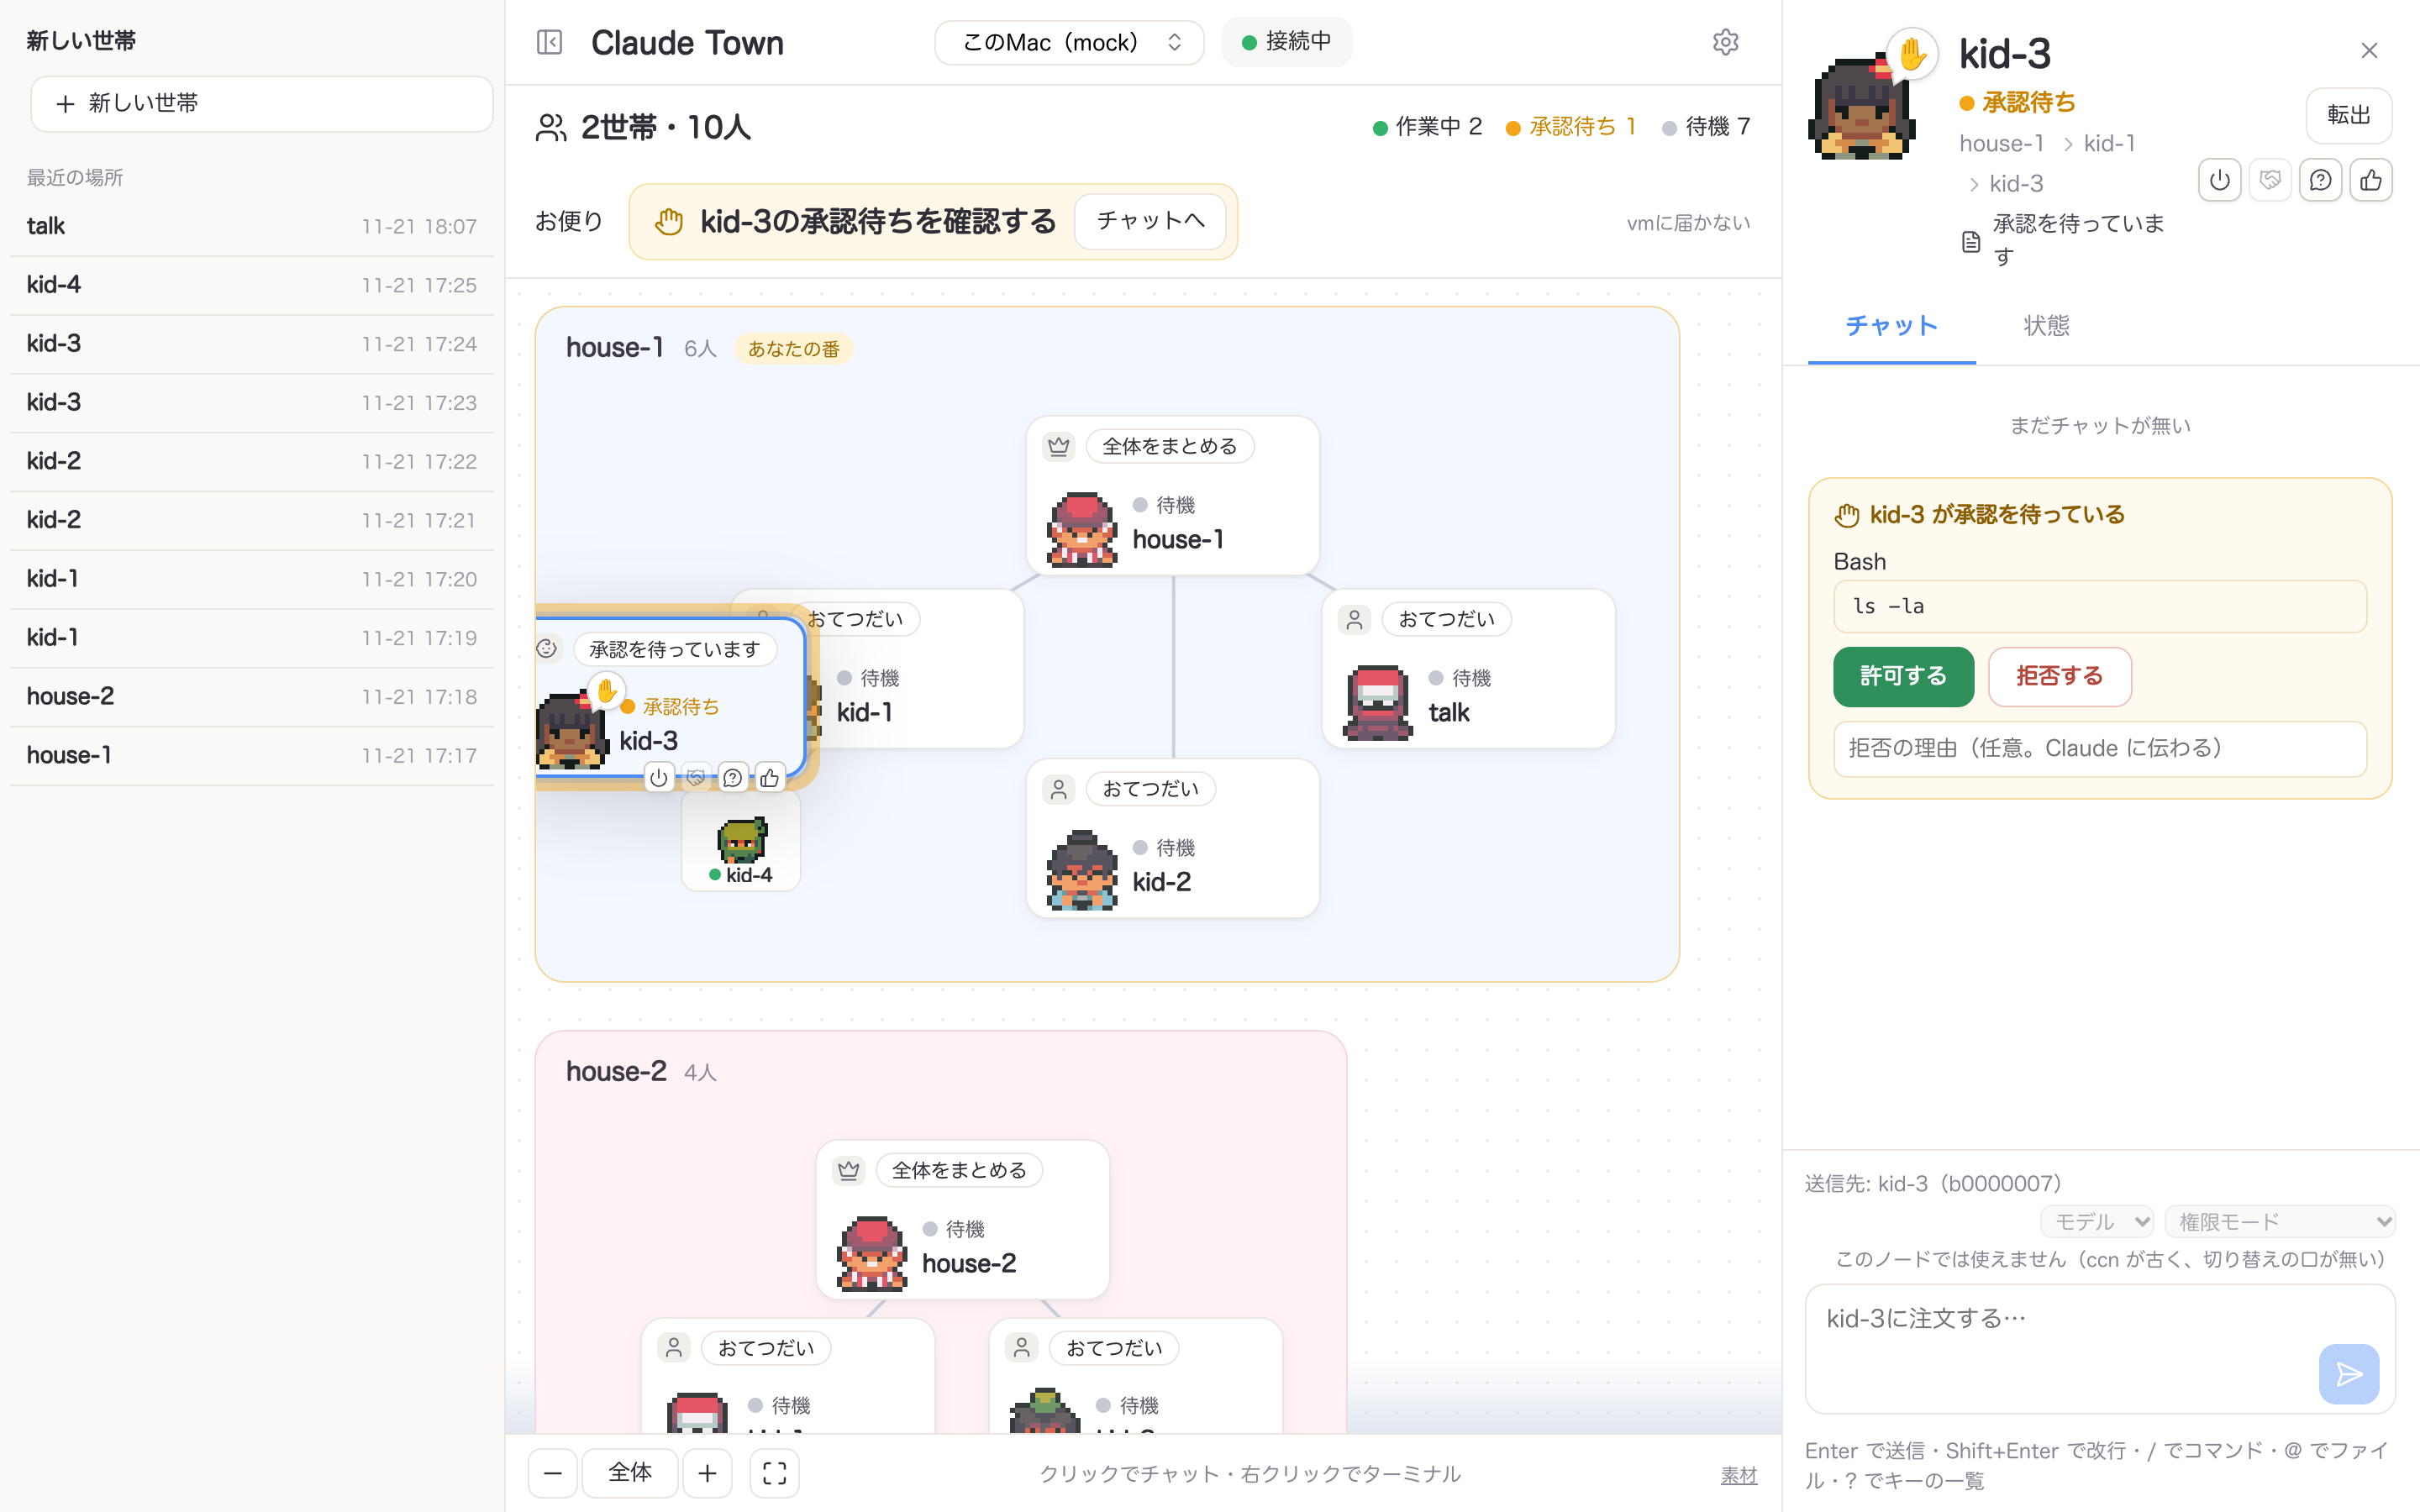 新しい世帯
新しい世帯
最近の場所
talk 11-21 18:07
kid-4 11-21 17:25
kid-3 11-21 17:24
kid-3 11-21 17:23
kid-2 11-21 17:22
kid-2 11-21 17:21
kid-1 11-21 17:20
kid-1 11-21 17:19
house-2 11-21 17:18
house-1 11-21 17:17
Claude Town
このMac（mock）
接続中
2世帯・10人
作業中 2
承認待ち 1
待機 7
お便り
kid-3の承認待ちを確認する
チャットへ
vmに届かない
house-1 6人 あなたの番
全体をまとめる
待機
house-1
おてつだい
待機
kid-1
承認を待っています
承認待ち
kid-3
kid-4
おてつだい
待機
talk
おてつだい
待機
kid-2
house-2 4人
全体をまとめる
待機
house-2
おてつだい
待機
おてつだい
待機
全体
クリックでチャット・右クリックでターミナル
素材
kid-3
承認待ち
転出
house-1 > kid-1
> kid-3
承認を待っていま
す
チャット
状態
まだチャットが無い
kid-3 が承認を待っている
Bash
ls -la
許可する
拒否する
拒否の理由（任意。Claude に伝わる）
送信先: kid-3（b0000007）
モデル
権限モード
このノードでは使えません（ccn が古く、切り替えの口が無い）
kid-3に注文する…
Enter で送信・Shift+Enter で改行・/ でコマンド・@ でファイ
ル・? でキーの一覧